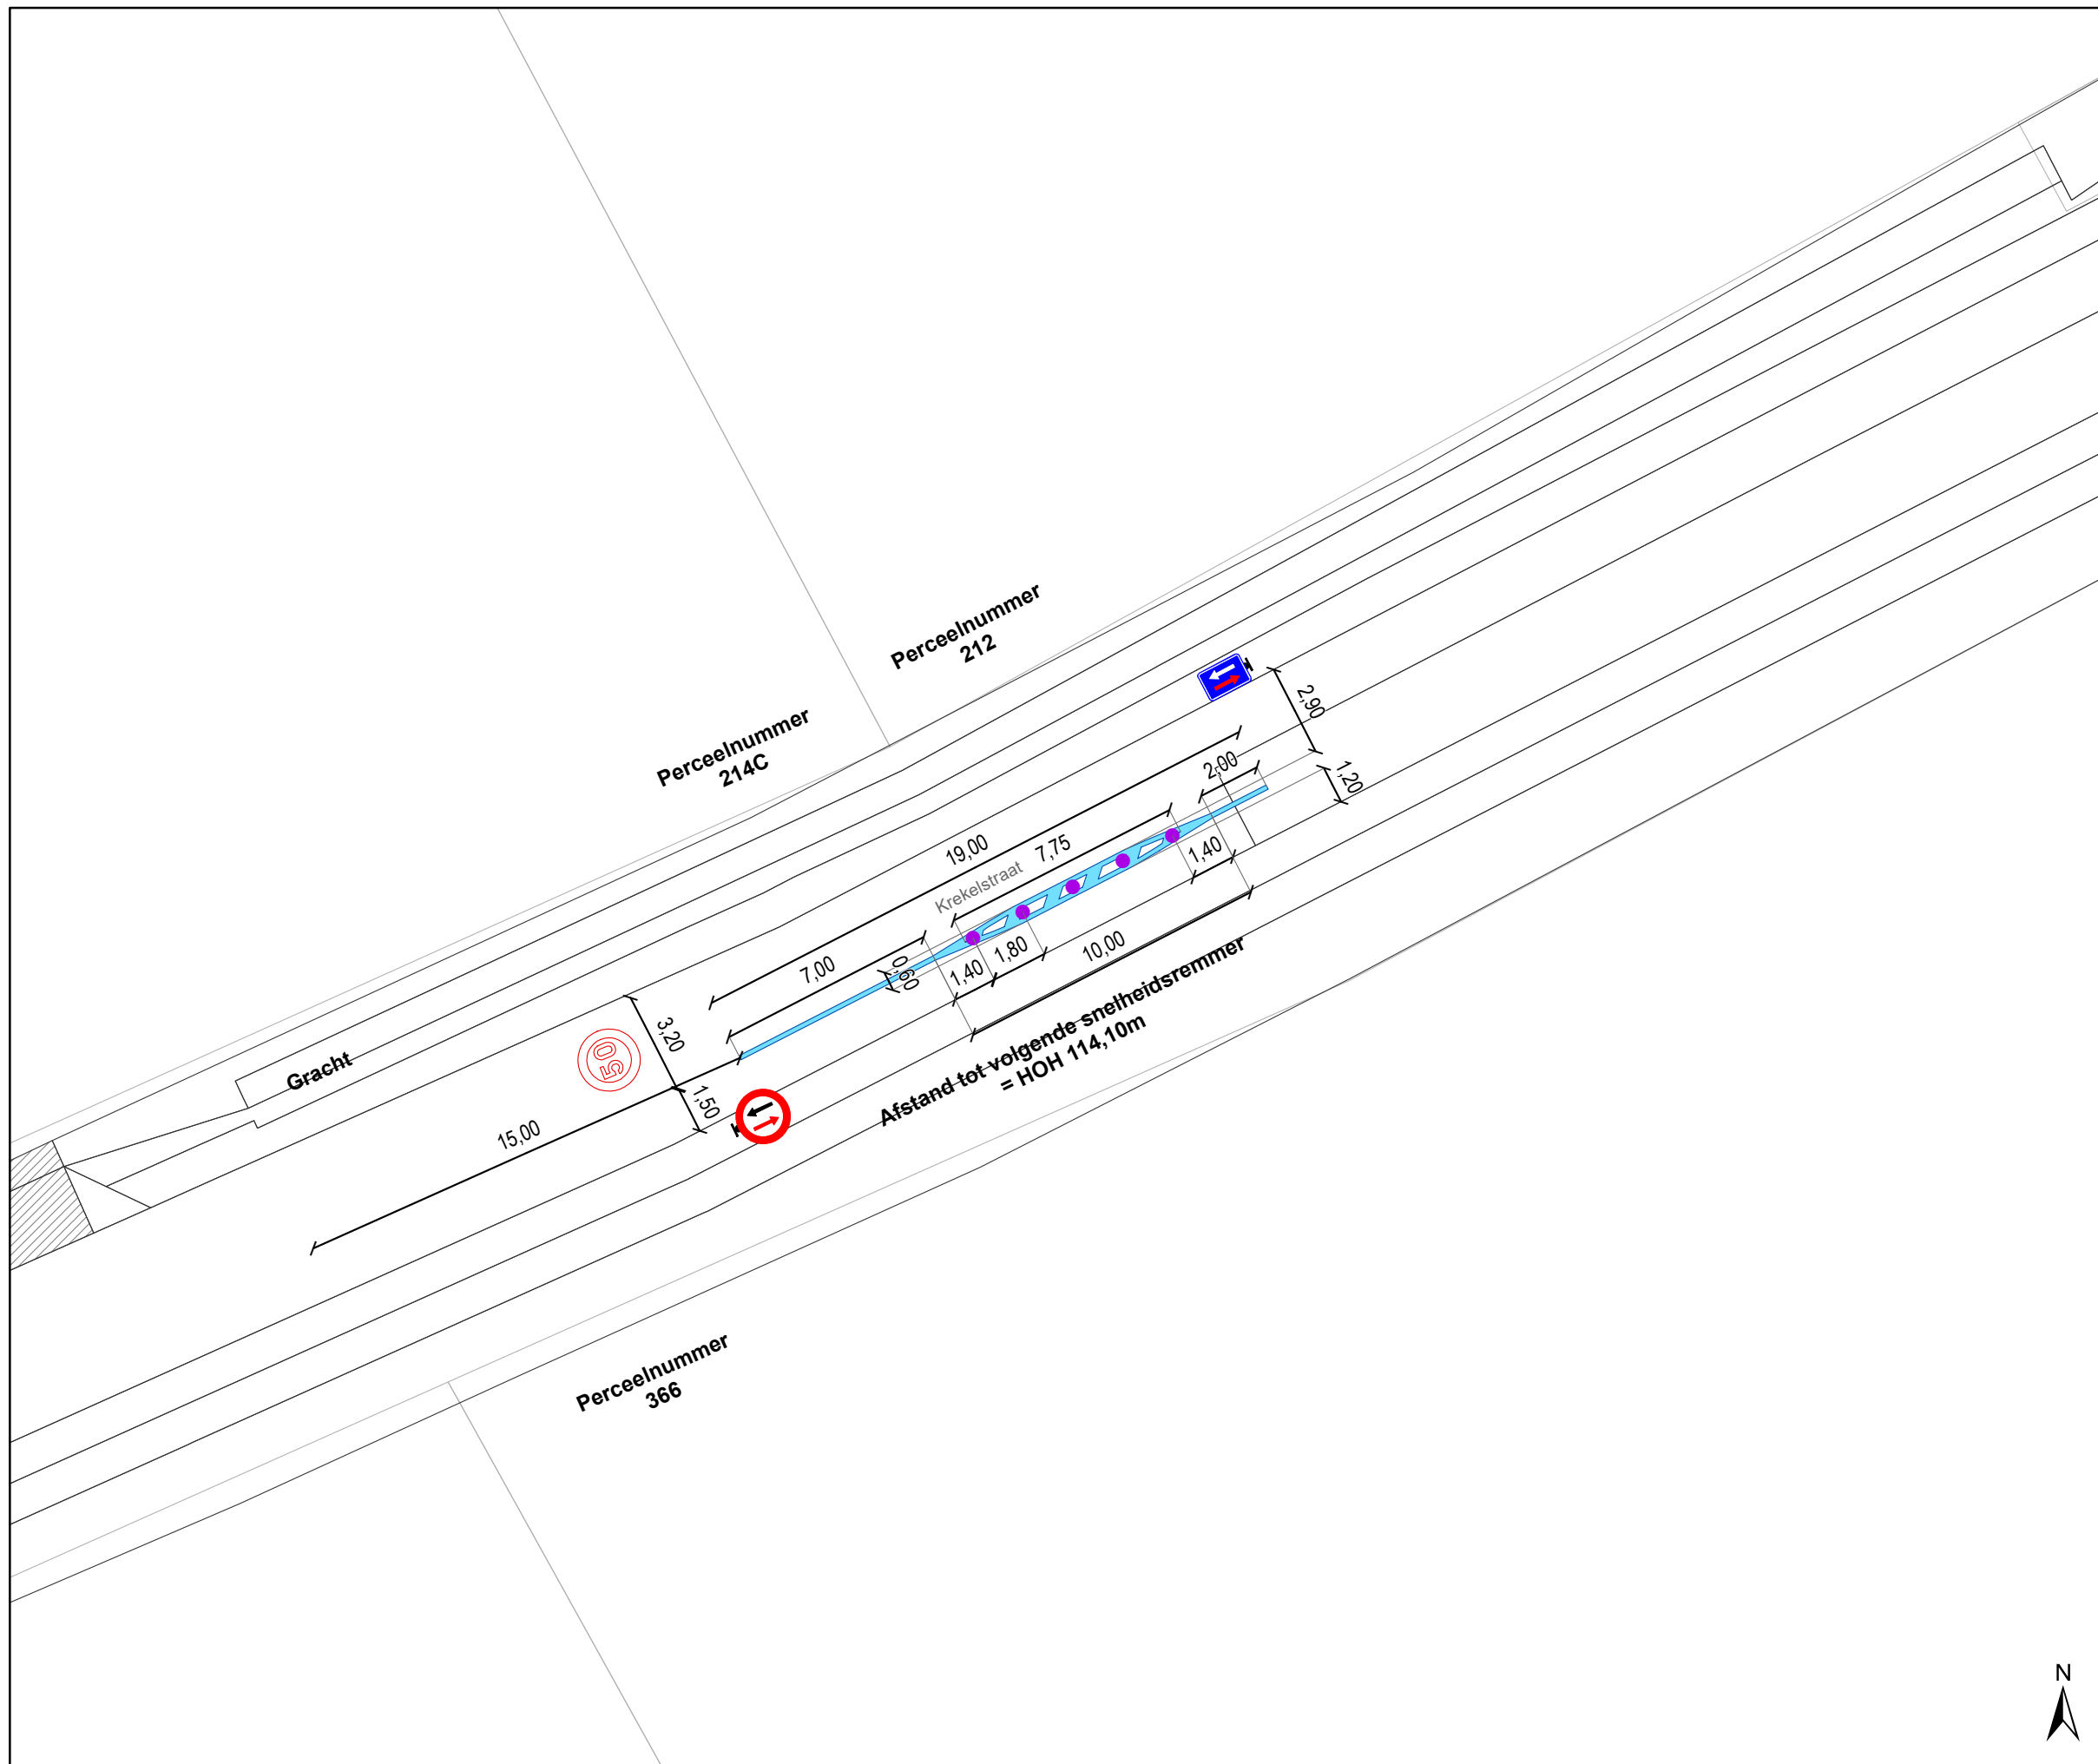 Perceelnummer
212
Perceelnummer
214C
2,90
1,20
2,00
19,00
7,75
Krekelstraat
1,40
7,00
0,60
1,40
1,80
10,00
Afstand tot volgende snelheidsremmer
= HOH 114,10m
3,20
50
1,50
Gracht
15,00
Perceelnummer
366
N